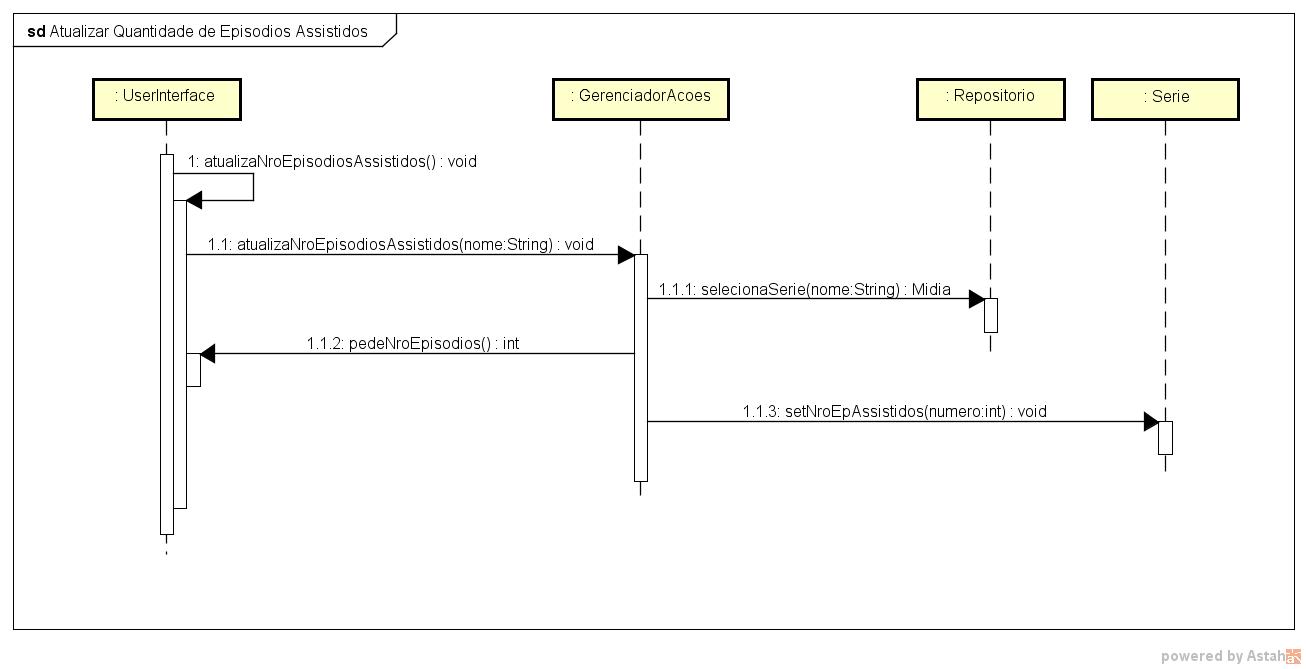 sd Atualizar Quantidade de Episodios Assistidos
: UserInterface
: GerenciadorAcoes
: Repositorio
: Serie
1: atualizaNroEpisodiosAssistidos() : void
1.1: atualizaNroEpisodiosAssistidos(nome:String) : void
1.1.1: selecionaSerie(nome:String) : Midia
1.1.2: pedeNroEpisodios() : int
1.1.3: setNroEpAssistidos(numero:int) : void
powered by Astah